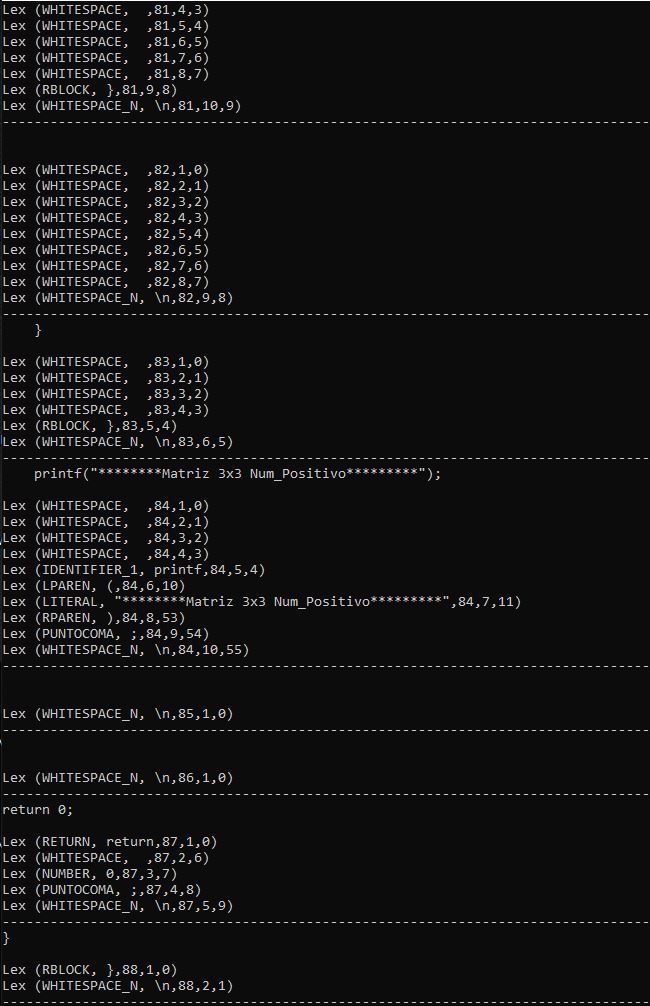 Lex (WHITESPACE,  ,81,4,3)
Lex (WHITESPACE,  ,81,5,4)
Lex (WHITESPACE,  ,81,6,5)
Lex (WHITESPACE,  ,81,7,6)
Lex (WHITESPACE,  ,81,8,7)
Lex (RBLOCK, },81,9,8)
Lex (WHITESPACE_N, \n,81,10,9)
---------------------------------------------------------------------------------
Lex (WHITESPACE,  ,82,1,0)
Lex (WHITESPACE,  ,82,2,1)
Lex (WHITESPACE,  ,82,3,2)
Lex (WHITESPACE,  ,82,4,3)
Lex (WHITESPACE,  ,82,5,4)
Lex (WHITESPACE,  ,82,6,5)
Lex (WHITESPACE,  ,82,7,6)
Lex (WHITESPACE,  ,82,8,7)
Lex (WHITESPACE_N, \n,82,9,8)
---------------------------------------------------------------------------------
    }
Lex (WHITESPACE,  ,83,1,0)
Lex (WHITESPACE,  ,83,2,1)
Lex (WHITESPACE,  ,83,3,2)
Lex (WHITESPACE,  ,83,4,3)
Lex (RBLOCK, },83,5,4)
Lex (WHITESPACE_N, \n,83,6,5)
---------------------------------------------------------------------------------
    printf("********Matriz 3x3 Num_Positivo*********");
Lex (WHITESPACE,  ,84,1,0)
Lex (WHITESPACE,  ,84,2,1)
Lex (WHITESPACE,  ,84,3,2)
Lex (WHITESPACE,  ,84,4,3)
Lex (IDENTIFIER_1, printf,84,5,4)
Lex (LPAREN, (,84,6,10)
Lex (LITERAL, "********Matriz 3x3 Num_Positivo*********",84,7,11)
Lex (RPAREN, ),84,8,53)
Lex (PUNTOCOMA, ;,84,9,54)
Lex (WHITESPACE_N, \n,84,10,55)
---------------------------------------------------------------------------------
Lex (WHITESPACE_N, \n,85,1,0)
---------------------------------------------------------------------------------
Lex (WHITESPACE_N, \n,86,1,0)
---------------------------------------------------------------------------------
return 0;
Lex (RETURN, return,87,1,0)
Lex (WHITESPACE,  ,87,2,6)
Lex (NUMBER, 0,87,3,7)
Lex (PUNTOCOMA, ;,87,4,8)
Lex (WHITESPACE_N, \n,87,5,9)
---------------------------------------------------------------------------------
}
Lex (RBLOCK, },88,1,0)
Lex (WHITESPACE_N, \n,88,2,1)
---------------------------------------------------------------------------------